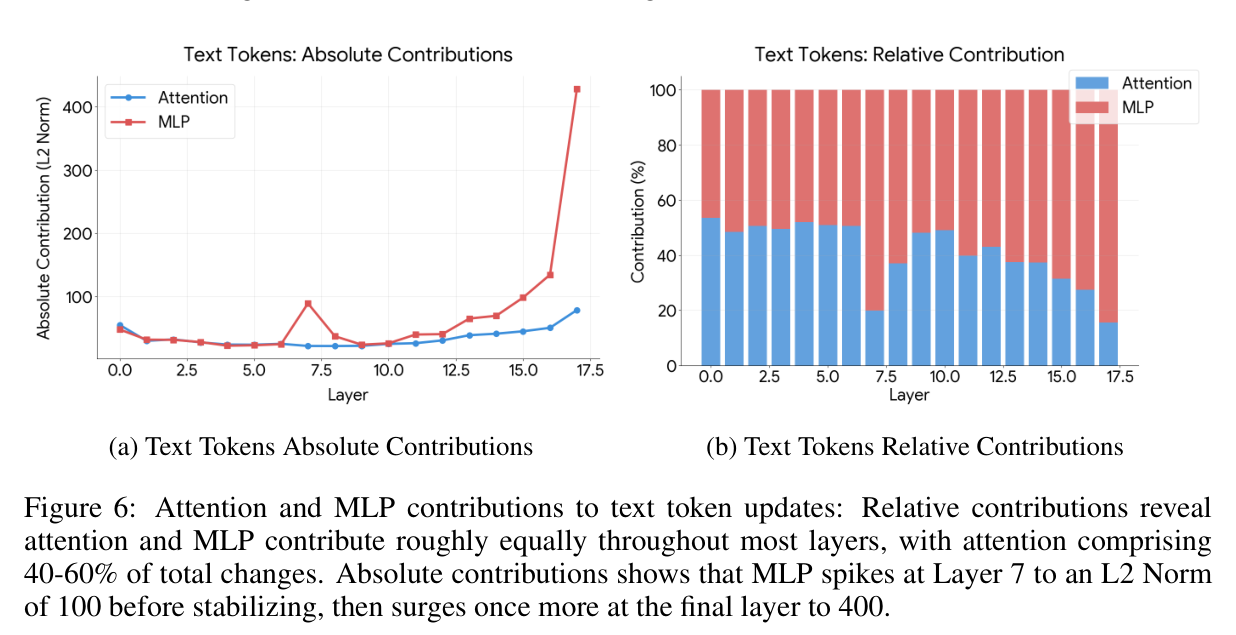 Text Tokens: Absolute Contributions
Absolute Contribution (L2 Norm)
400
300
200
100
Attention
MLP
0.0 2.5 5.0 7.5 10.0 12.5 15.0 17.5
Layer
(a) Text Tokens Absolute Contributions
Text Tokens: Relative Contribution
Contribution (%)
100
80
60
40
20
0
Attention
MLP
0.0 2.5 5.0 7.5 10.0 12.5 15.0 17.5
Layer
(b) Text Tokens Relative Contributions
Figure 6: Attention and MLP contributions to text token updates: Relative contributions reveal
attention and MLP contribute roughly equally throughout most layers, with attention comprising
40-60% of total changes. Absolute contributions shows that MLP spikes at Layer 7 to an L2 Norm
of 100 before stabilizing, then surges once more at the final layer to 400.